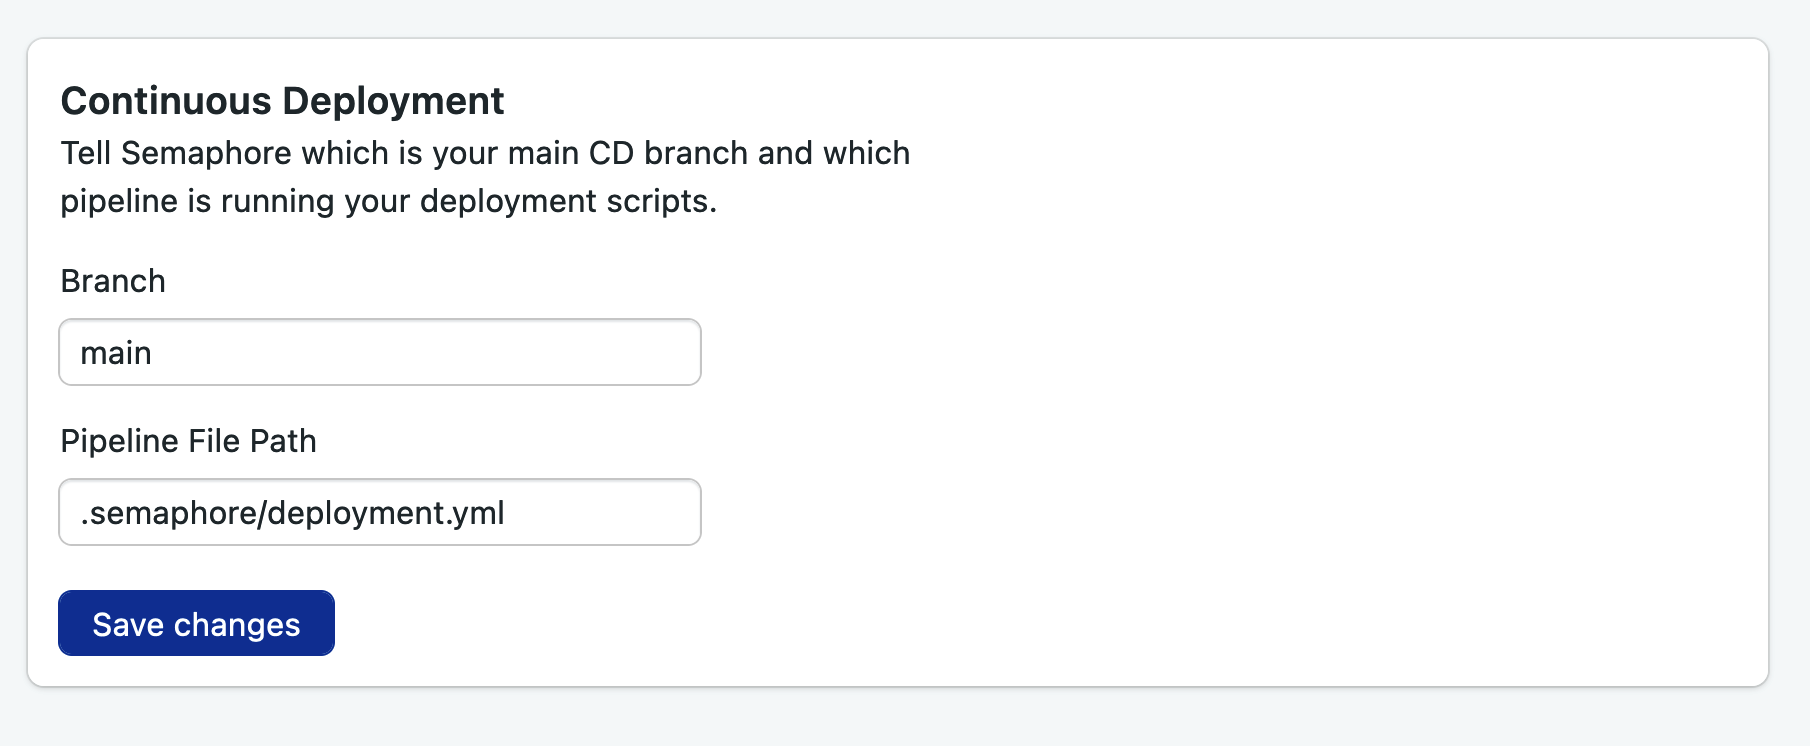 Continuous Deployment
Tell Semaphore which is your main CD branch and which
pipeline is running your deployment scripts.
Branch
main
Pipeline File Path
.semaphore/deployment.yml
Save changes